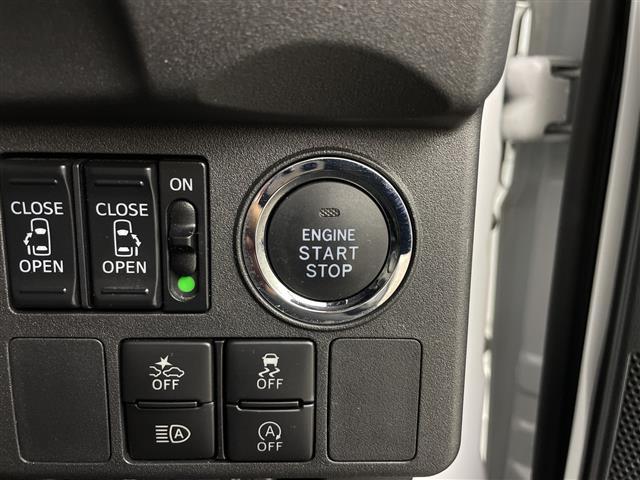 CLOSE
OPEN
CLOSE
OPEN
ON
ENGINE
START
STOP
OFF
OFF
A
A
OFF